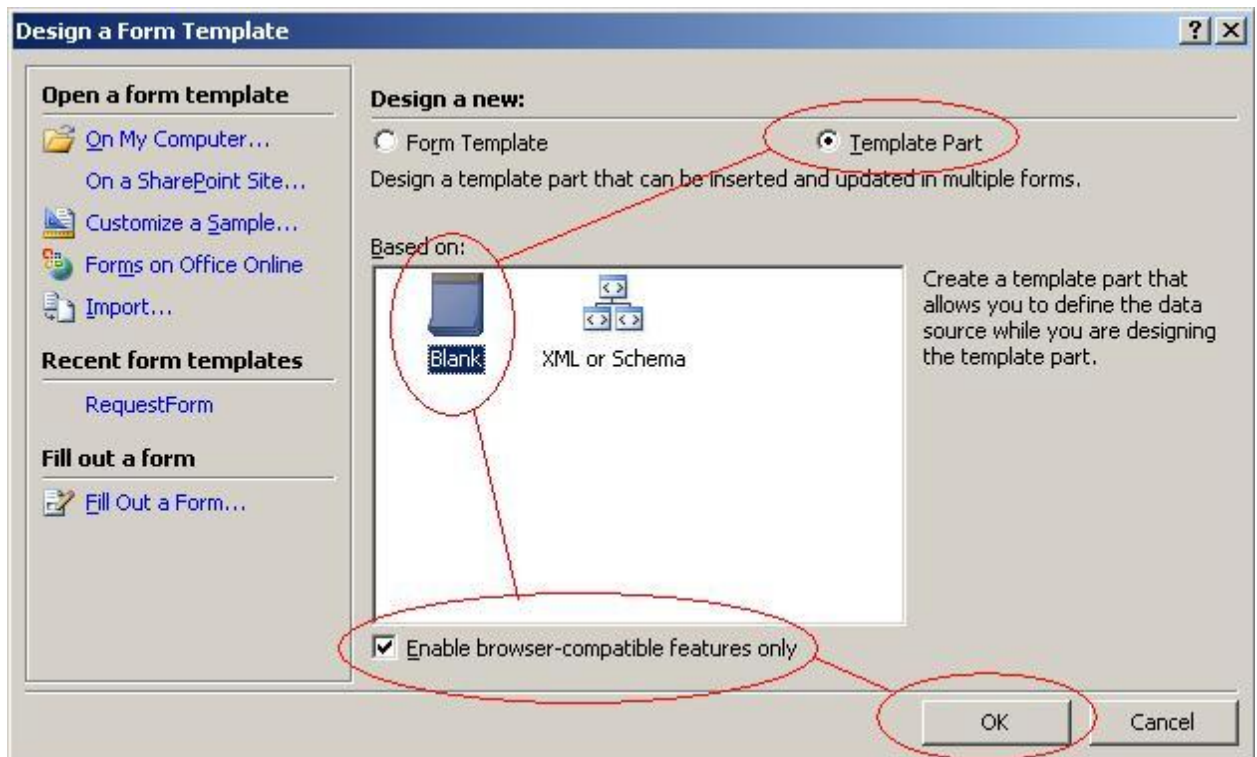 Design a Form Template
Open a form template
On My Computer...
On a SharePoint Site...
Customize a Sample...
Forms on Office Online
Import...
Recent form templates
RequestForm
Fill out a form
Fill Out a Form...
Design a new:
Form Template
Template Part
Design a template part that can be inserted and updated in multiple forms.
Based on:
Blank
XML or Schema
Create a template part that
allows you to define the data
source while you are designing
the template part.
Enable browser-compatible features only
OK
Cancel